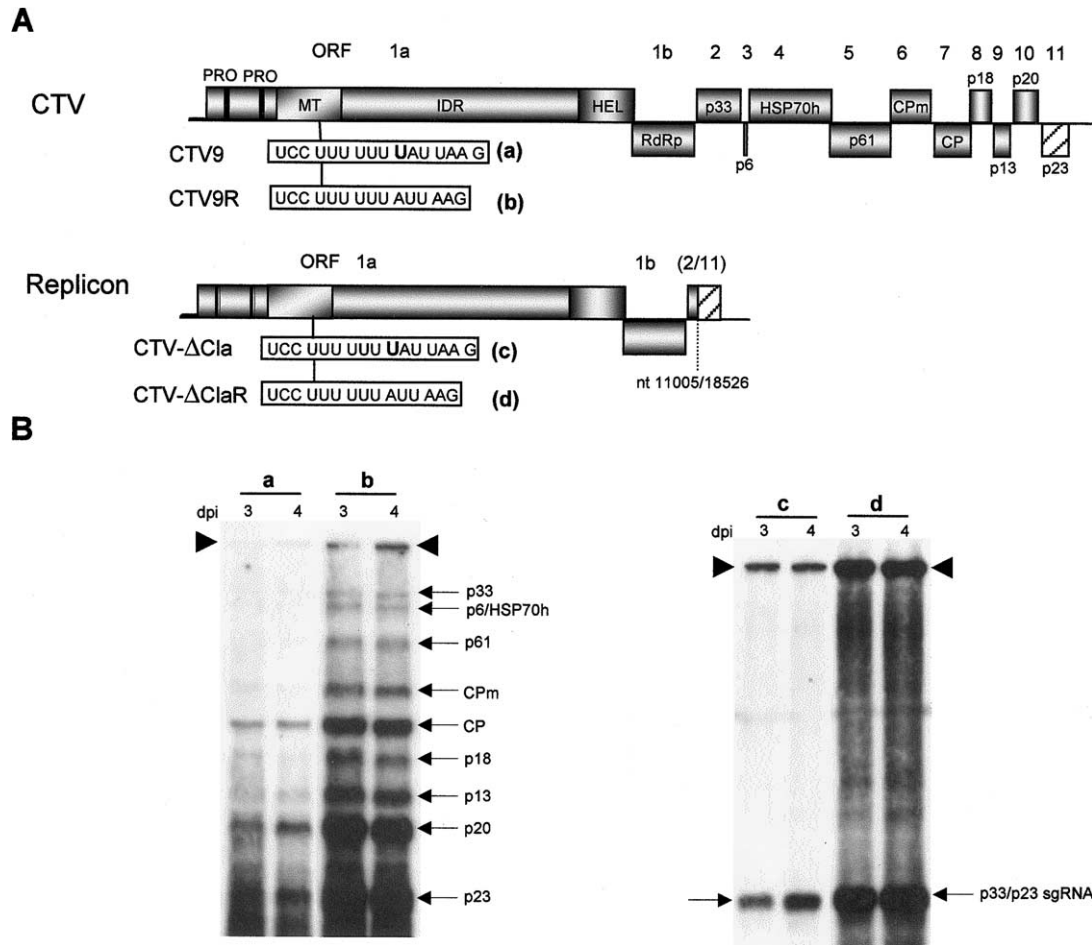 A
ORF 1a 1b 2 3 4 5 6 7 8 9 10 11
PRO PRO p18 p20
CTV MT IDR HEL p33 HSP70h CPm
RdRp p6 p61 CP p13 p23
CTV9 UCC UUU UUU UAU UAA G (a)
CTV9R UCC UUU UUU AUU AAG (b)
ORF 1a 1b (2/11)
Replicon
CTV-ΔCla UCC UUU UUU UAU UAA G (c)
nt 11005/18526
CTV-ΔClaR UCC UUU UUU AUU AAG (d)
B
a b
dpi 3 4 3 4
p33
p6/HSP70h
p61
CPm
CP
p18
p13
p20
p23
c d
dpi 3 4 3 4
p33/p23 sgRNA